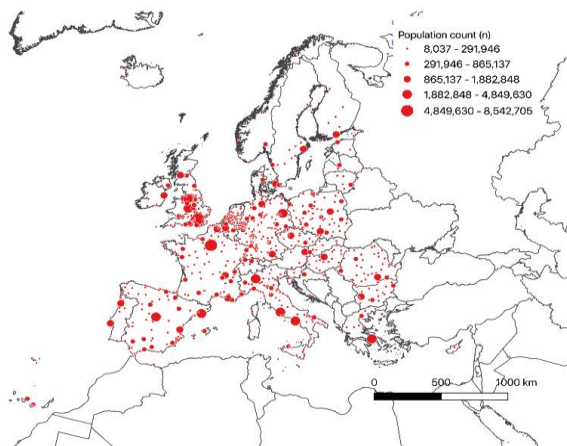 Population count (n)
8,037 - 291,946
291,946 - 865,137
865,137 - 1,882,848
1,882,848 - 4,849,630
4,849,630 - 8,542,705
0 500 1000 km